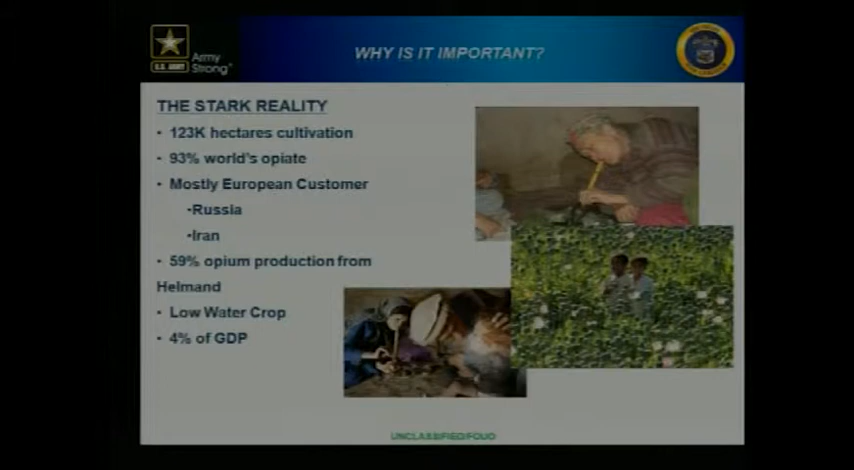 U.S. ARMY
Army
Strong®
WHY IS IT IMPORTANT?
THE STARK REALITY
• 123K hectares cultivation
• 93% world's opiate
• Mostly European Customer
•Russia
•Iran
• 59% opium production from
Helmand
• Low Water Crop
• 4% of GDP
UNCLASSIFIED/FOUO